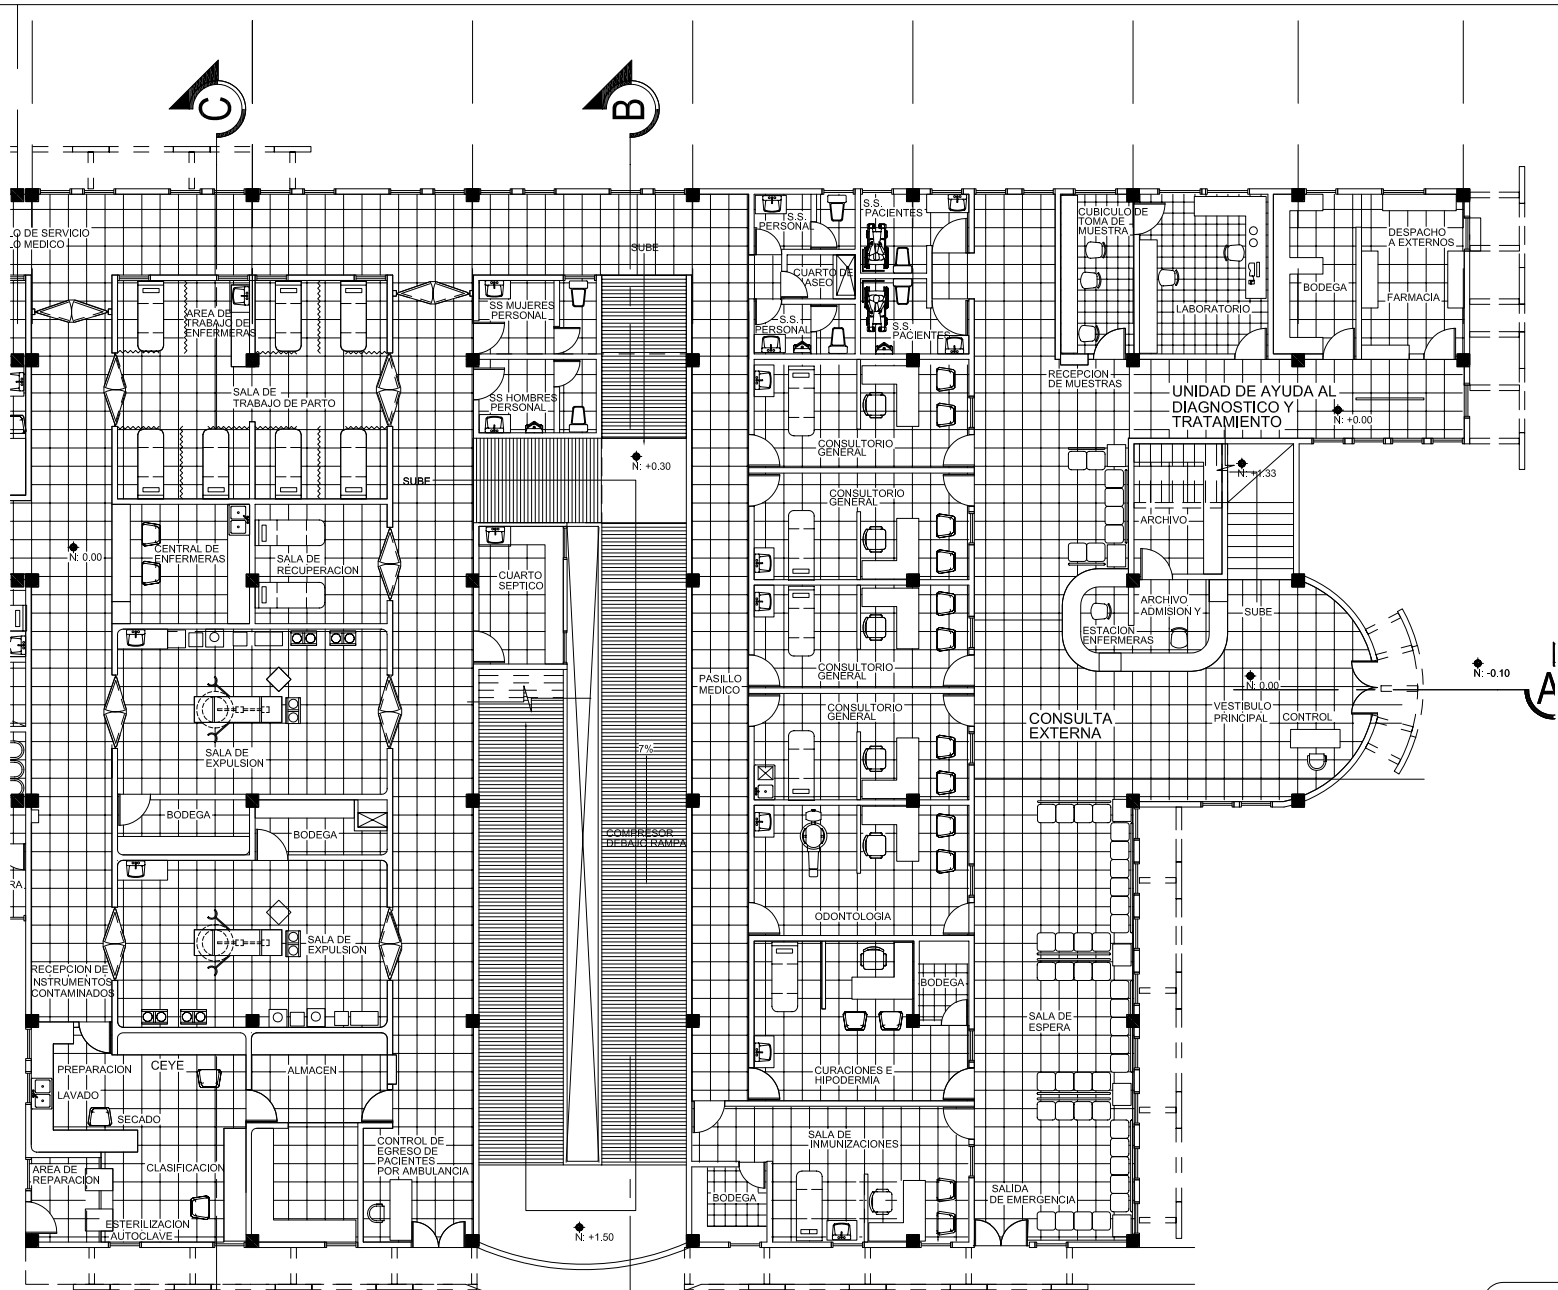 C
B
S.S.
PERSONAL
S.S.
PACIENTES
CUBICULO DE
TOMA DE
MUESTRA
DESPACHO
A EXTERNOS
O DE SERVICIO
O MEDICO
SUBE
CUARTO DE
ASEO
BODEGA
FARMACIA
LABORATORIO
AREA DE
TRABAJO DE
ENFERMERAS
SS MUJERES
PERSONAL
S.S.
PERSONAL
S.S.
PACIENTES
RECEPCION
DE MUESTRAS
UNIDAD DE AYUDA AL
DIAGNOSTICO Y
TRATAMIENTO
N: +0.00
SALA DE
TRABAJO DE PARTO
SS HOMBRES
PERSONAL
CONSULTORIO
GENERAL
N: +0.30
SUBE
N: +1.33
CONSULTORIO
GENERAL
ARCHIVO
N: 0.00
CENTRAL DE
ENFERMERAS
SALA DE
RECUPERACION
CUARTO
SEPTICO
ARCHIVO
ADMISION Y
SUBE
ESTACION
ENFERMERAS
CONSULTORIO
GENERAL
PASILLO
MEDICO
N: 0.00
N: -0.10
A
CONSULTORIO
GENERAL
VESTIBULO
PRINCIPAL
CONTROL
CONSULTA
EXTERNA
SALA DE
EXPULSION
7%
BODEGA
BODEGA
COMPRESOR
DEBAJO RAMPA
RA
ODONTOLOGIA
SALA DE
EXPULSION
RECEPCION DE
NSTRUMENTOS
CONTAMINADOS
BODEGA
SALA DE
ESPERA
PREPARACION
CEYE
ALMACEN
CURACIONES E
HIPODERMIA
LAVADO
SECADO
CONTROL DE
EGRESO DE
PACIENTES
POR AMBULANCIA
SALA DE
INMUNIZACIONES
AREA DE
REPARACION
CLASIFICACION
BODEGA
SALIDA
DE EMERGENCIA
ESTERILIZACION
AUTOCLAVE
N: +1.50